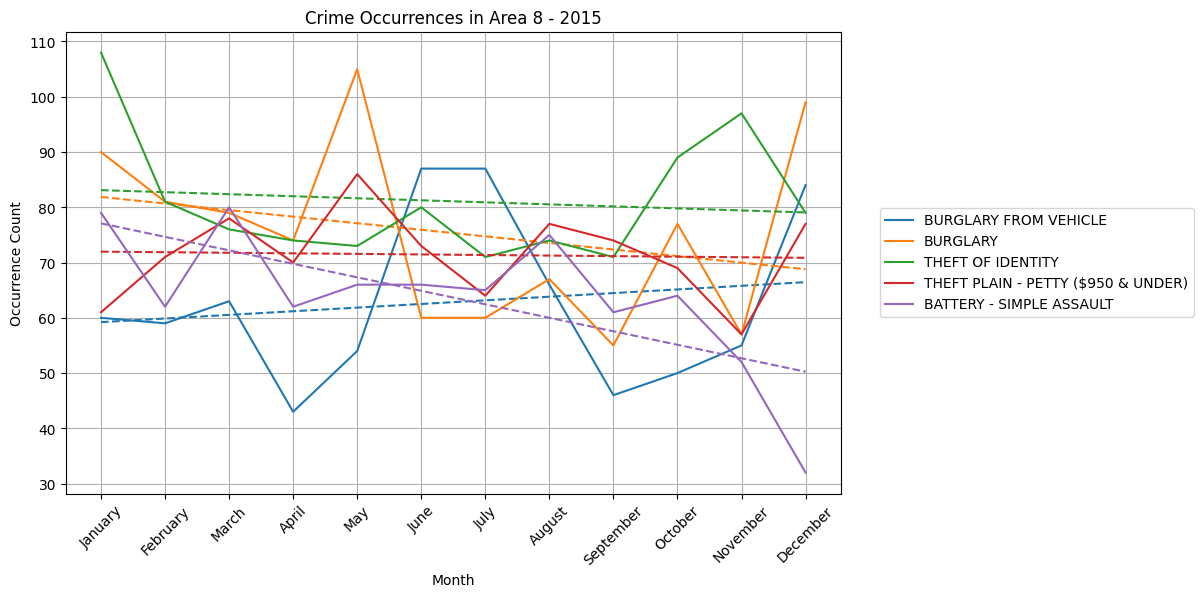 Crime Occurrences in Area 8 - 2015
Occurrence Count
110
100
90
80
70
60
50
40
30
January
February
March
April
May
June
July
August
September
October
November
December
Month
BURGLARY FROM VEHICLE
BURGLARY
THEFT OF IDENTITY
THEFT PLAIN - PETTY ($950 & UNDER)
BATTERY - SIMPLE ASSAULT